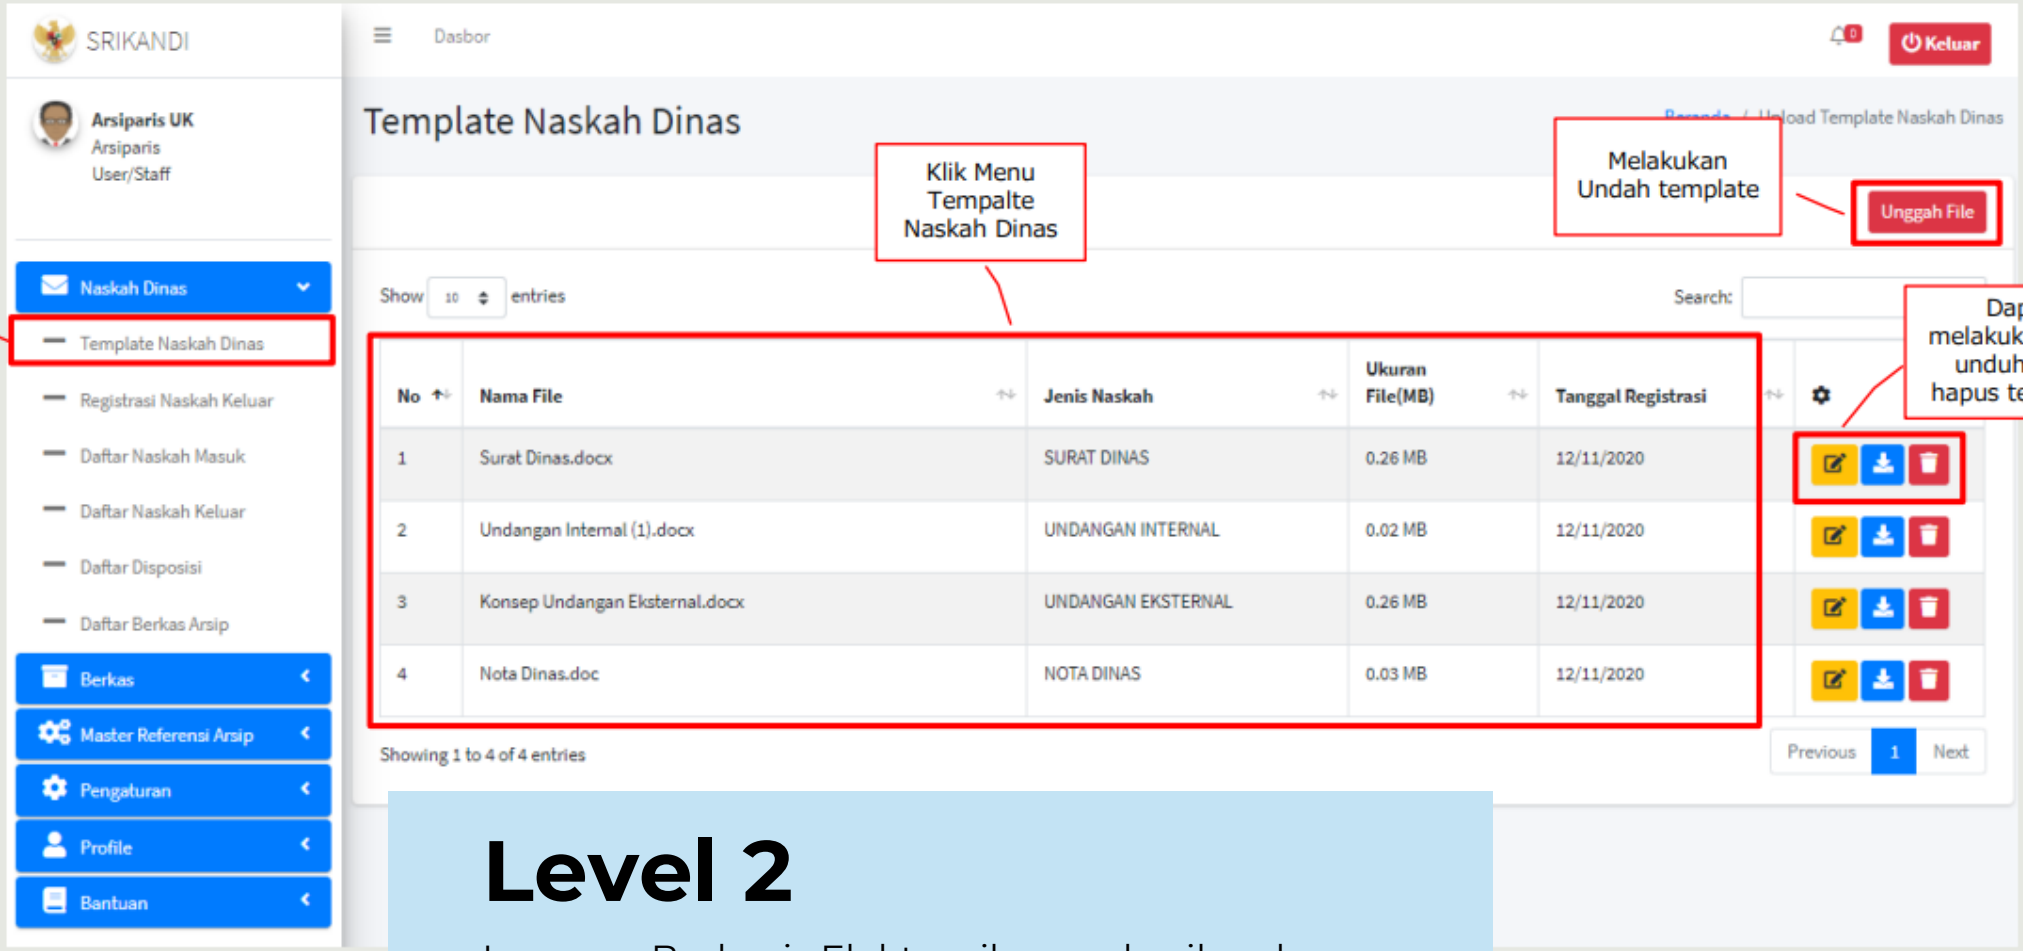 SRIKANDI
Dasbor
0
Keluar
Arsiparis UK
Arsiparis
User/Staff
Template Naskah Dinas
/ Upload Template Naskah Dinas
Klik Menu
Tempalte
Naskah Dinas
Melakukan
Undah template
Unggah File
Naskah Dinas
Template Naskah Dinas
Registrasi Naskah Keluar
Daftar Naskah Masuk
Daftar Naskah Keluar
Daftar Disposisi
Daftar Berkas Arsip
Berkas
Master Referensi Arsip
Pengaturan
Profile
Bantuan
Show 10 entries
Search:
Dap
melakuk
unduh
hapus te
No Nama File Jenis Naskah Ukuran File(MB) Tanggal Registrasi
1 Surat Dinas.docx SURAT DINAS 0.26 MB 12/11/2020
2 Undangan Internal (1).docx UNDANGAN INTERNAL 0.02 MB 12/11/2020
3 Konsep Undangan Eksternal.docx UNDANGAN EKSTERNAL 0.26 MB 12/11/2020
4 Nota Dinas.doc NOTA DINAS 0.03 MB 12/11/2020
Showing 1 to 4 of 4 entries
Previous 1 Next
Level 2